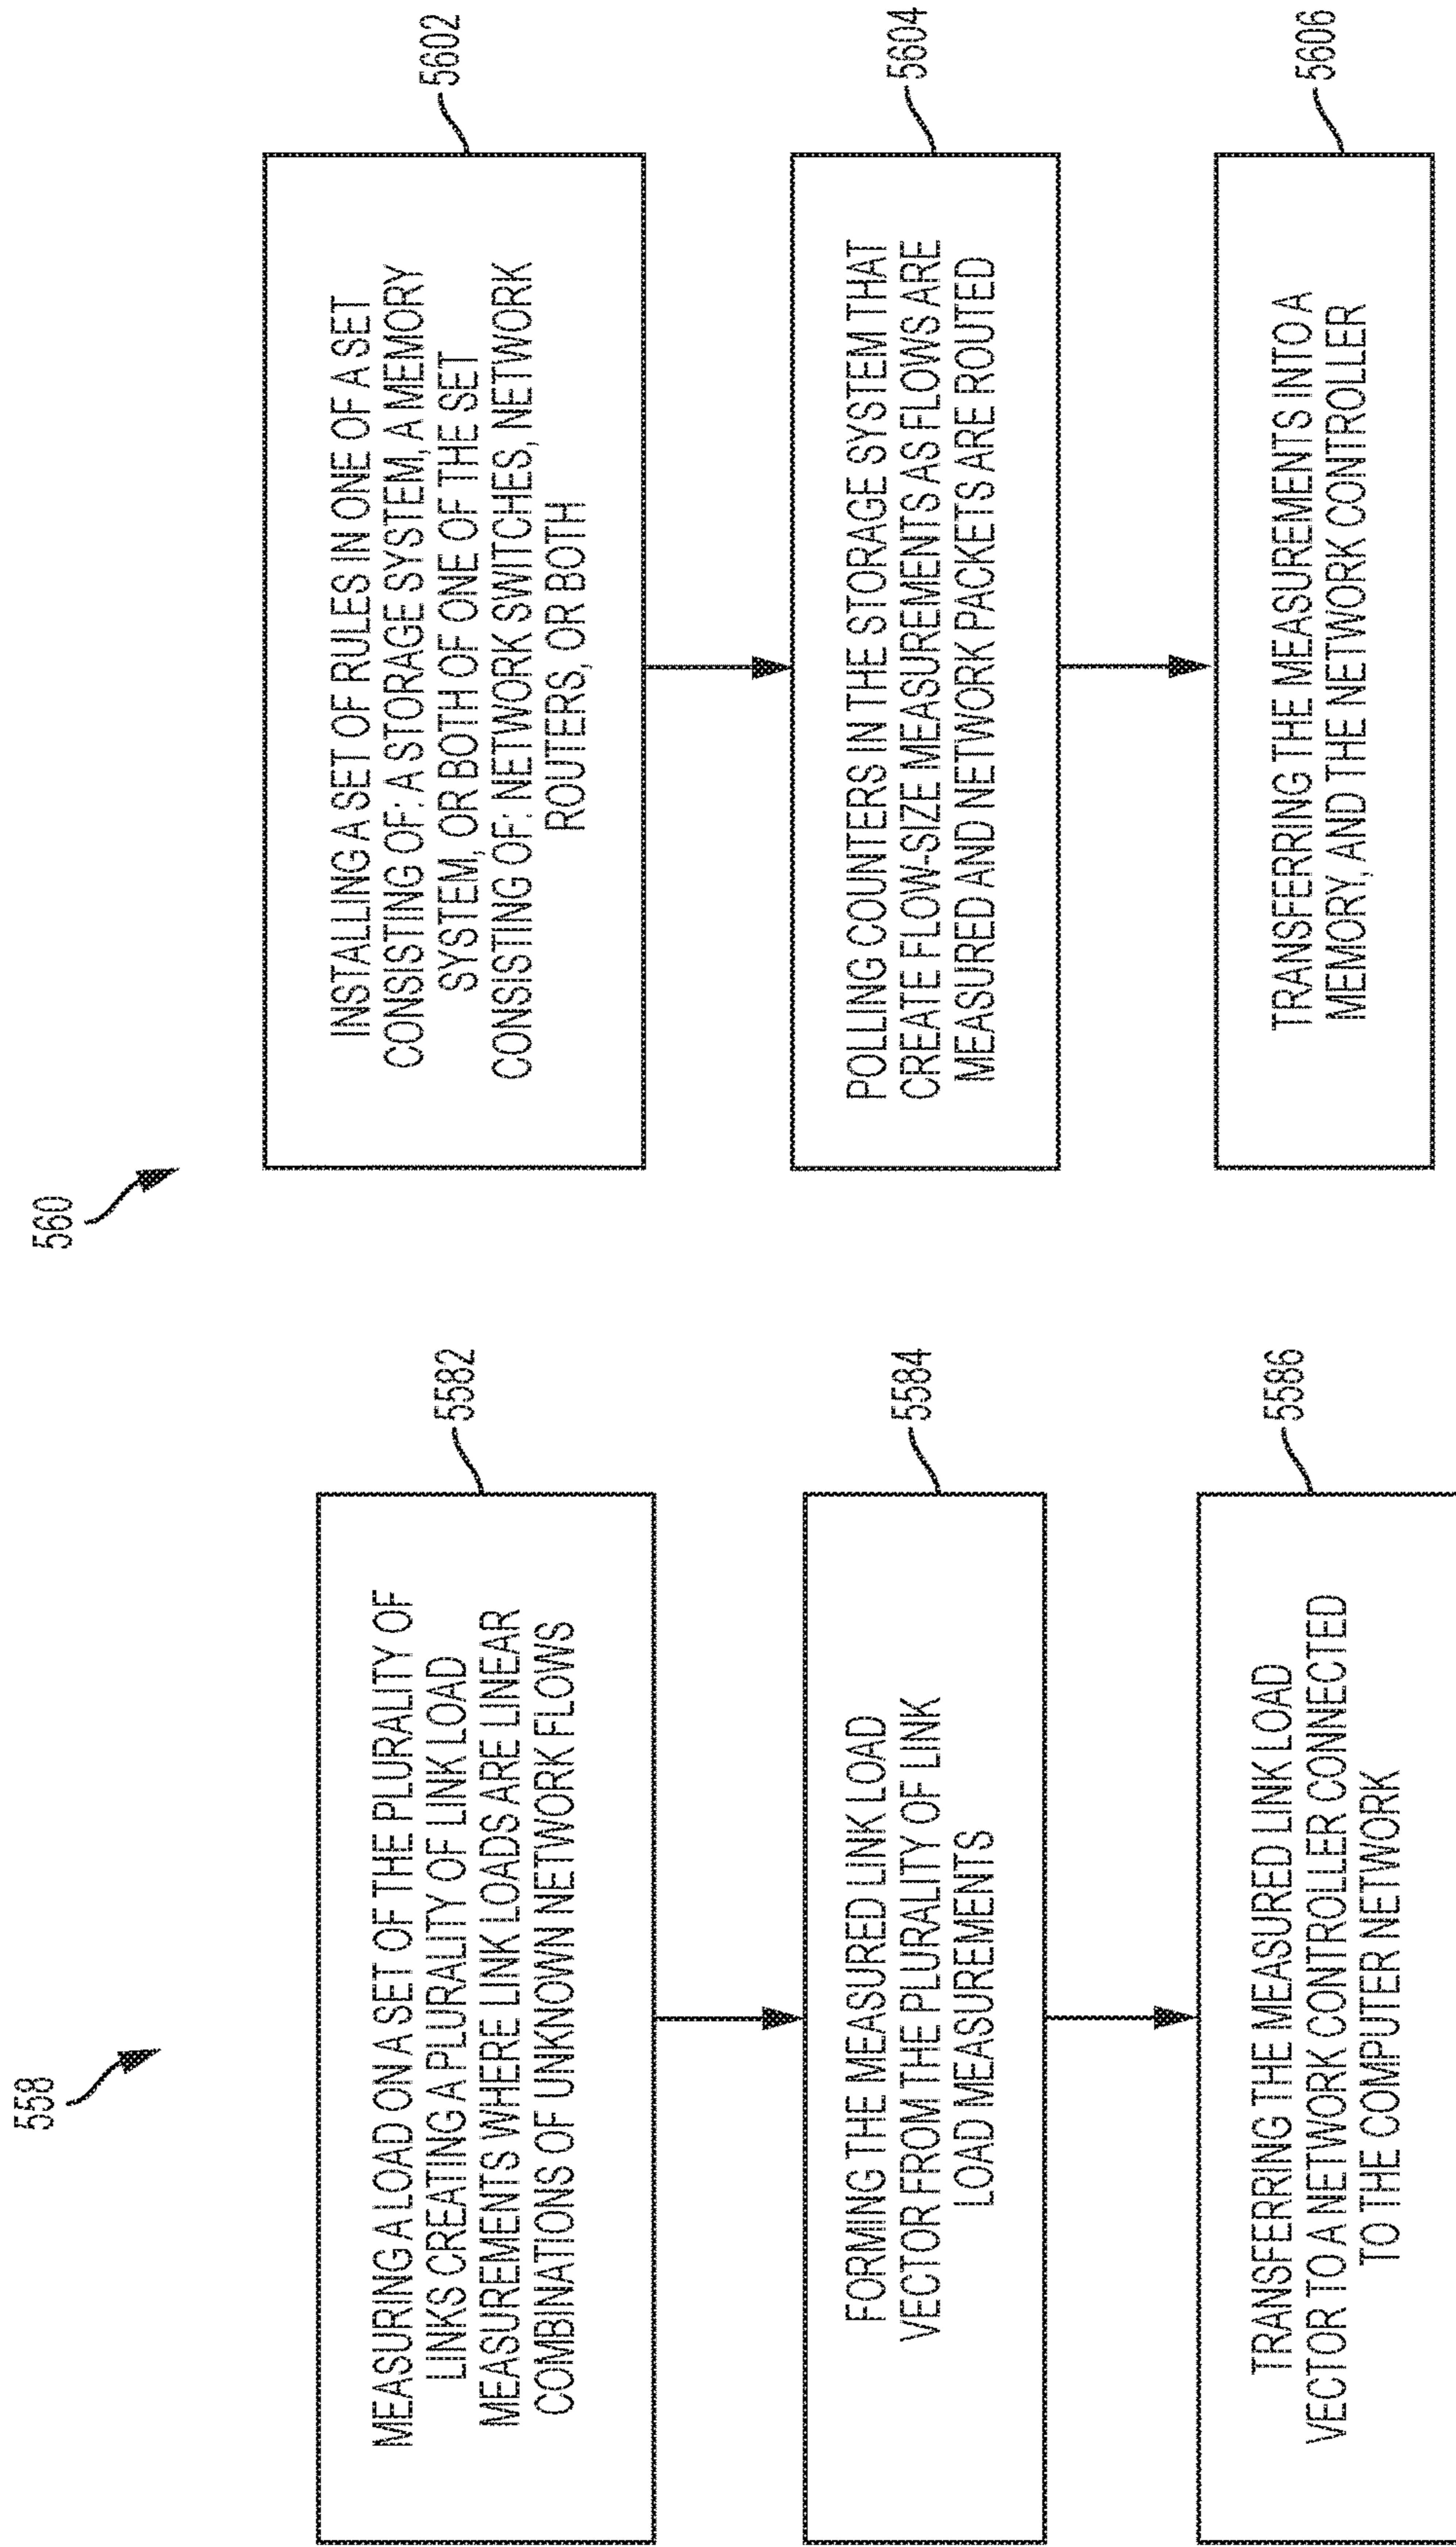 558
MEASURING A LOAD ON A SET OF THE PLURALITY OF
LINKS CREATING A PLURALITY OF LINK LOAD
MEASUREMENTS WHERE LINK LOADS ARE LINEAR
COMBINATIONS OF UNKNOWN NETWORK FLOWS
5582
FORMING THE MEASURED LINK LOAD
VECTOR FROM THE PLURALITY OF LINK
LOAD MEASUREMENTS
5584
TRANSFERRING THE MEASURED LINK LOAD
VECTOR TO A NETWORK CONTROLLER CONNECTED
TO THE COMPUTER NETWORK
5586
560
INSTALLING A SET OF RULES IN ONE OF A SET
CONSISTING OF: A STORAGE SYSTEM, A MEMORY
SYSTEM, OR BOTH OF ONE OF THE SET
CONSISTING OF: NETWORK SWITCHES, NETWORK
ROUTERS, OR BOTH
5602
POLLING COUNTERS IN THE STORAGE SYSTEM THAT
CREATE FLOW-SIZE MEASUREMENTS AS FLOWS ARE
MEASURED AND NETWORK PACKETS ARE ROUTED
5604
TRANSFERRING THE MEASUREMENTS INTO A
MEMORY, AND THE NETWORK CONTROLLER
5606